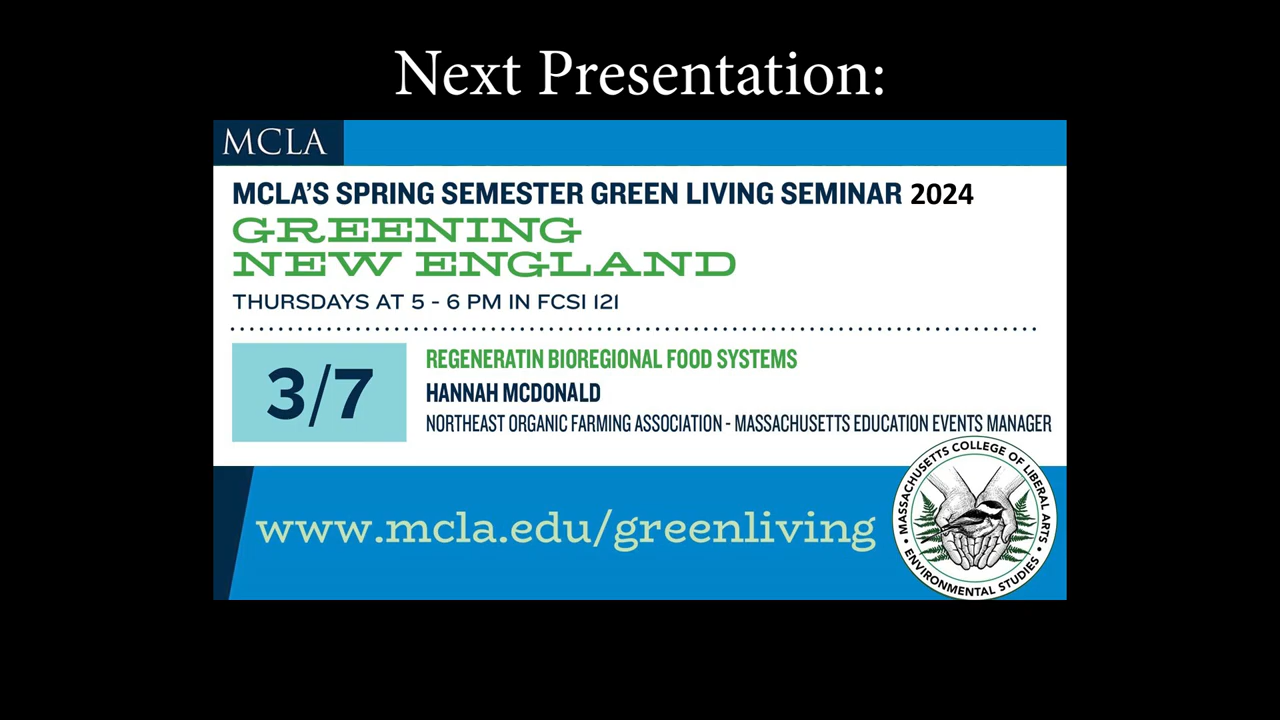 Next Presentation:
MCLA
MCLA'S SPRING SEMESTER GREEN LIVING SEMINAR 2024
GREENING
NEW ENGLAND
THURSDAYS AT 5 - 6 PM IN FCSI 121
3/7
REGENERATIN BIOREGIONAL FOOD SYSTEMS
HANNAH MCDONALD
NORTHEAST ORGANIC FARMING ASSOCIATION - MASSACHUSETTS EDUCATION EVENTS MANAGER
www.mcla.edu/greenliving
MASSACHUSETTS COLLEGE OF LIBERAL ARTS
• ENVIRONMENTAL STUDIES •